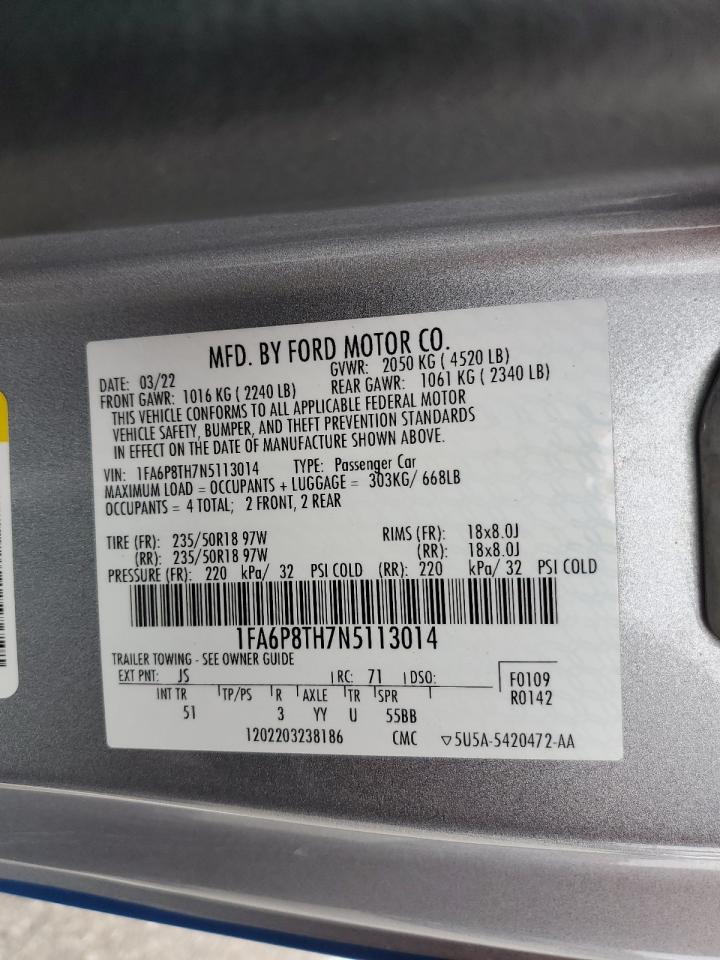 MFD. BY FORD MOTOR CO.
DATE: 03/22 GVWR: 2050 KG ( 4520 LB)
FRONT GAWR: 1016 KG ( 2240 LB) REAR GAWR: 1061 KG ( 2340 LB)
THIS VEHICLE CONFORMS TO ALL APPLICABLE FEDERAL MOTOR
VEHICLE SAFETY, BUMPER, AND THEFT PREVENTION STANDARDS
IN EFFECT ON THE DATE OF MANUFACTURE SHOWN ABOVE.
VIN: 1FA6P8TH7N5113014 TYPE: Passenger Car
MAXIMUM LOAD = OCCUPANTS + LUGGAGE = 303KG/ 668LB
OCCUPANTS = 4 TOTAL; 2 FRONT, 2 REAR
TIRE (FR): 235/50R18 97W RIMS (FR): 18x8.0J
(RR): 235/50R18 97W (RR): 18x8.0J
PRESSURE (FR): 220 kPa/ 32 PSI COLD (RR): 220 kPa/ 32 PSI COLD
1FA6P8TH7N5113014
TRAILER TOWING - SEE OWNER GUIDE
EXT PNT: JS RC: 71 DSO: F0109
INT TR TP/PS R AXLE TR SPR R0142
51 3 YY U 55BB
1202203238186 CMC ▽5U5A-5420472-AA